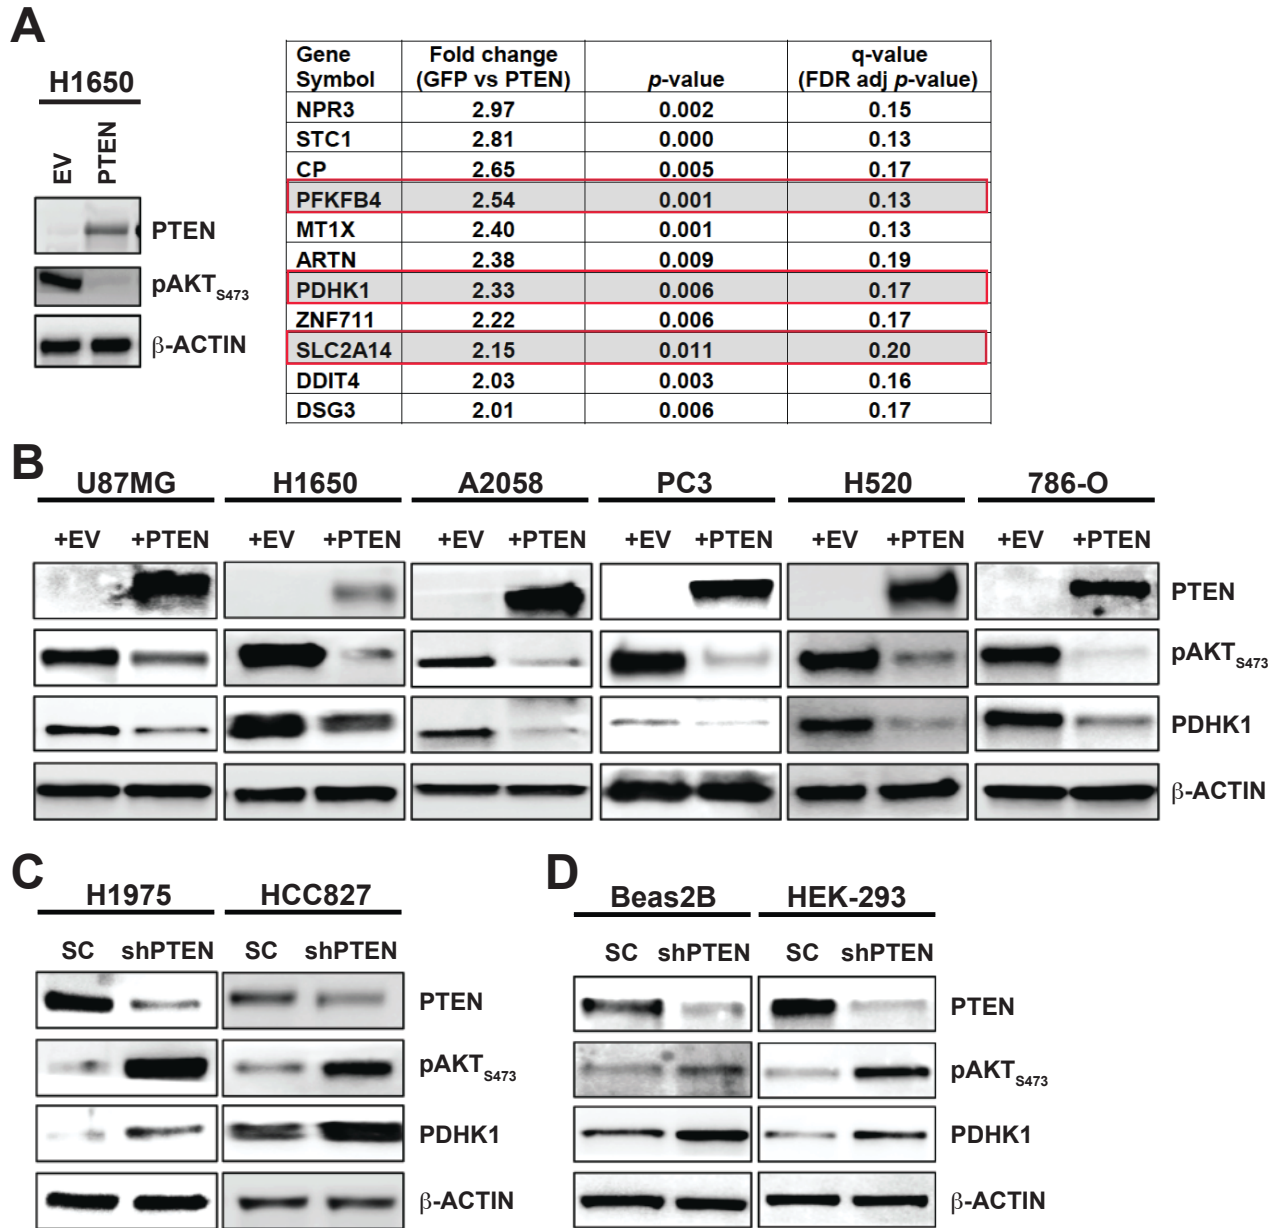 A
H1650
EV PTEN
PTEN
pAKTS473
β-ACTIN
Gene Symbol Fold change (GFP vs PTEN) p-value q-value (FDR adj p-value)
NPR3 2.97 0.002 0.15
STC1 2.81 0.000 0.13
CP 2.65 0.005 0.17
PFKFB4 2.54 0.001 0.13
MT1X 2.40 0.001 0.13
ARTN 2.38 0.009 0.19
PDHK1 2.33 0.006 0.17
ZNF711 2.22 0.006 0.17
SLC2A14 2.15 0.011 0.20
DDIT4 2.03 0.003 0.16
DSG3 2.01 0.006 0.17
B
U87MG H1650 A2058 PC3 H520 786-O
+EV +PTEN +EV +PTEN +EV +PTEN +EV +PTEN +EV +PTEN +EV +PTEN
PTEN
pAKTS473
PDHK1
β-ACTIN
C
H1975 HCC827
SC shPTEN SC shPTEN
PTEN
pAKTS473
PDHK1
β-ACTIN
D
Beas2B HEK-293
SC shPTEN SC shPTEN
PTEN
pAKTS473
PDHK1
β-ACTIN